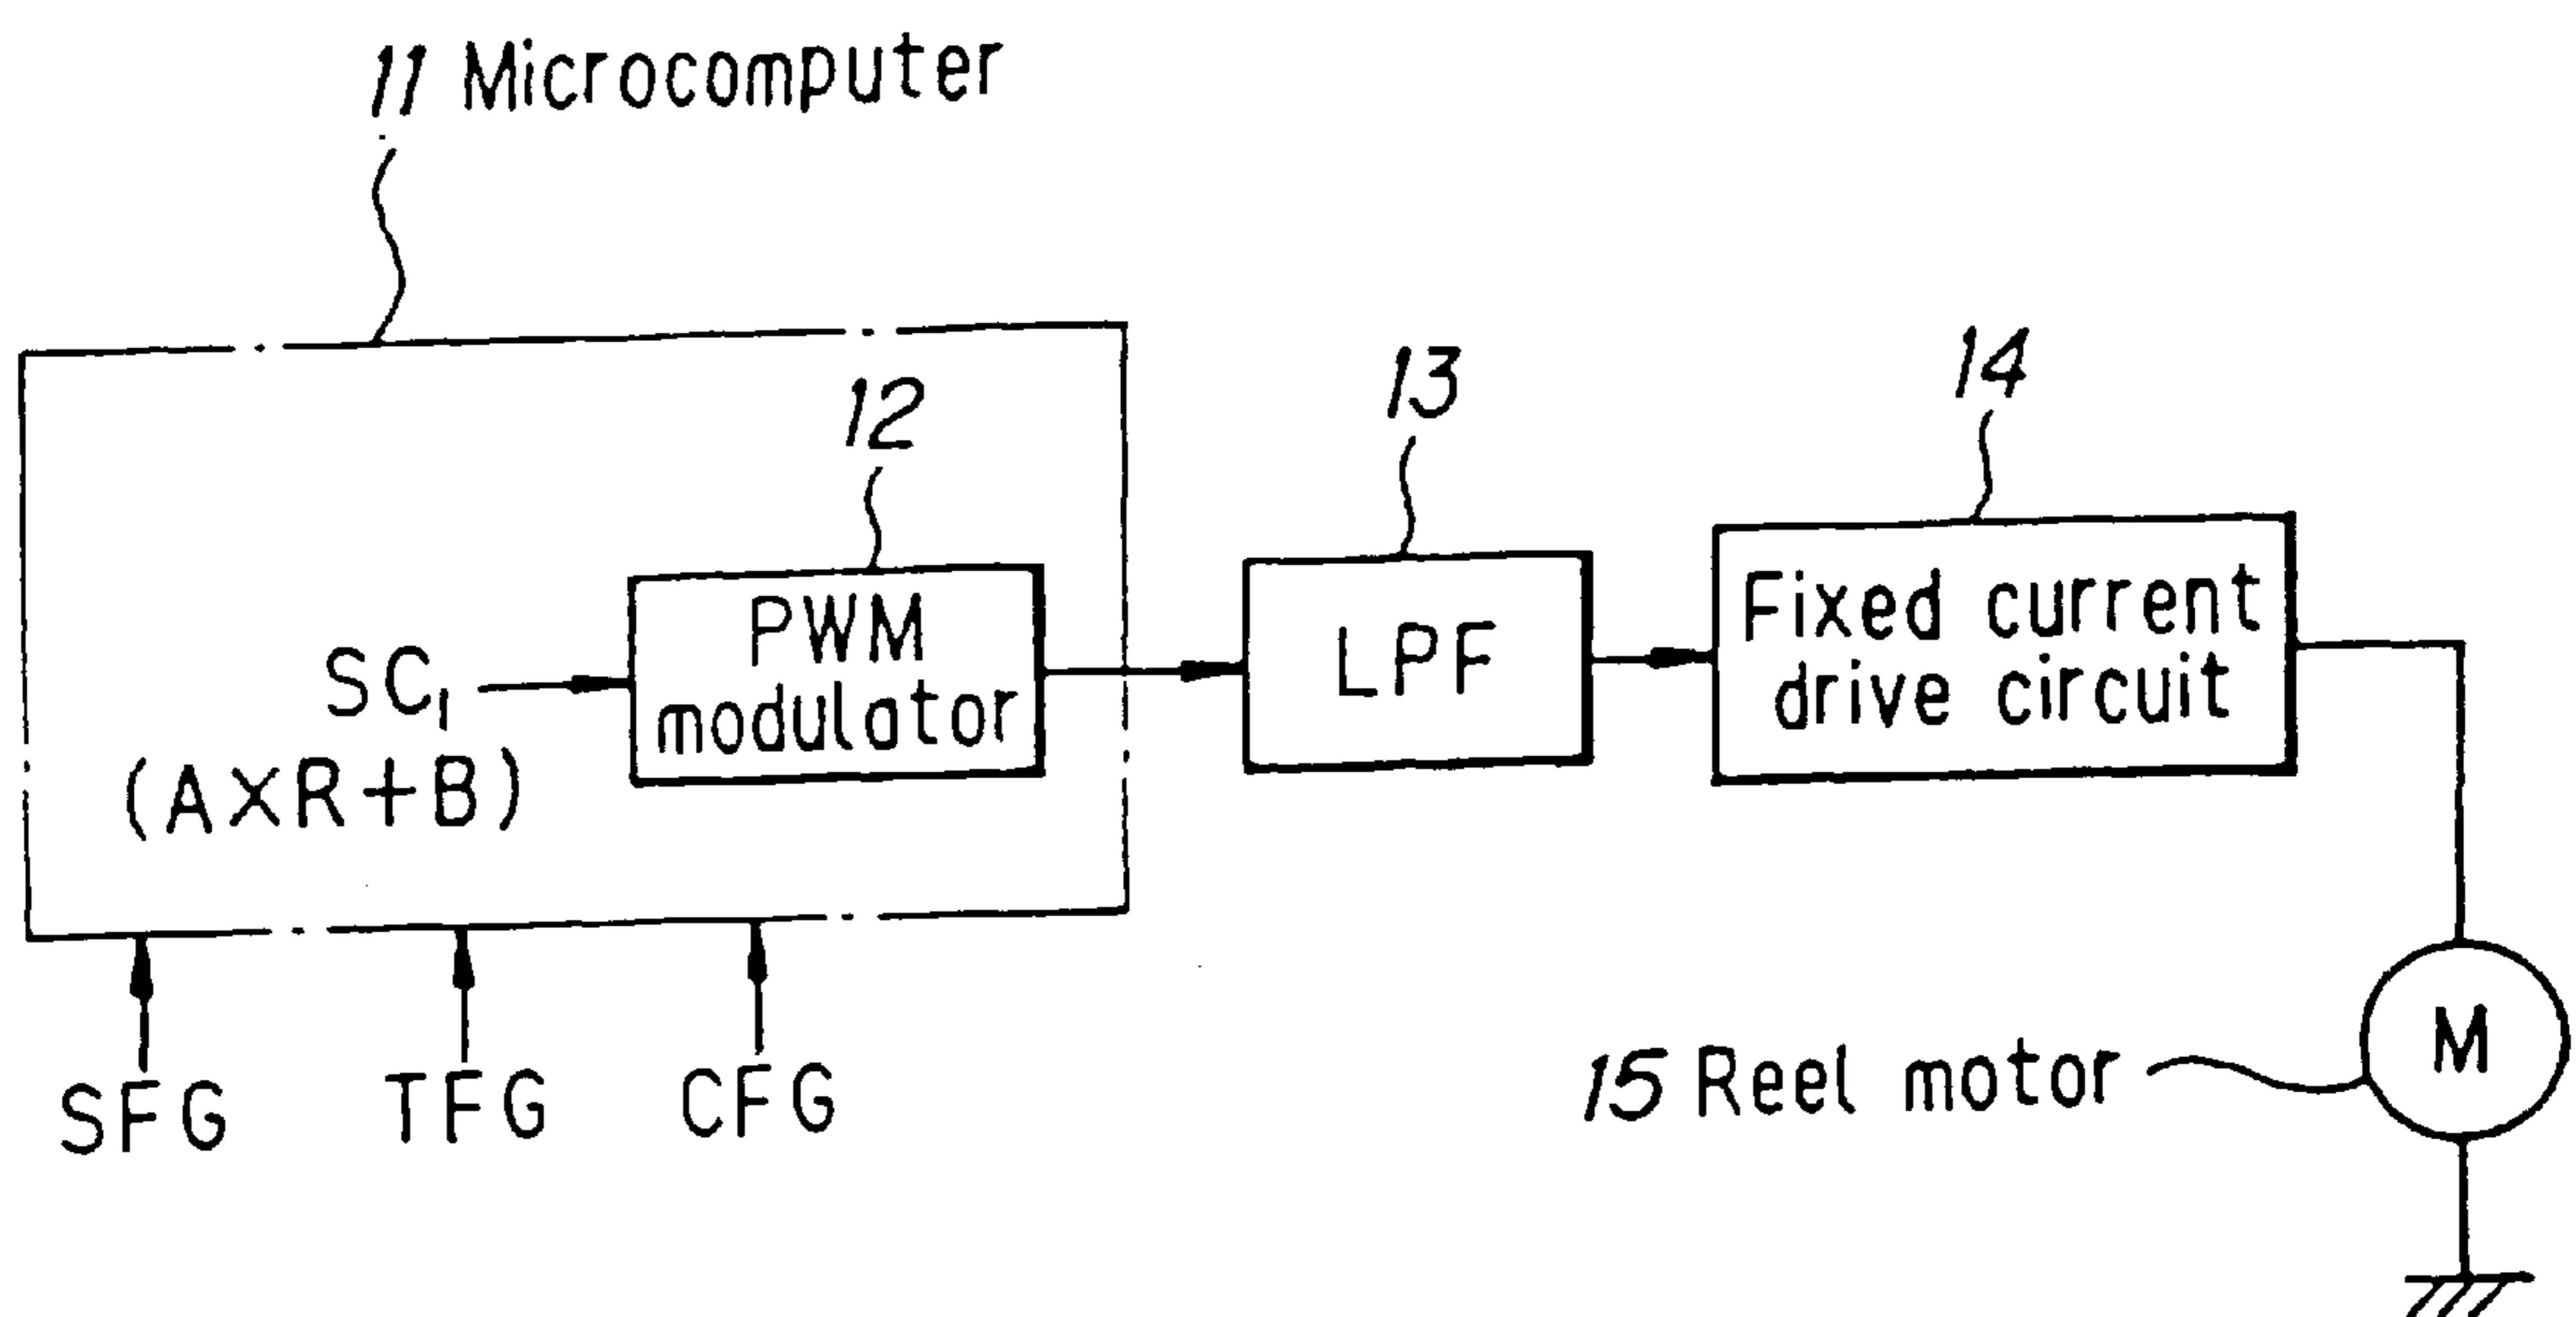 11 Microcomputer
12
13
14
PWM
modulator
LPF
Fixed current
drive circuit
SC₁
(A×R+B)
SFG
TFG
CFG
15 Reel motor
M